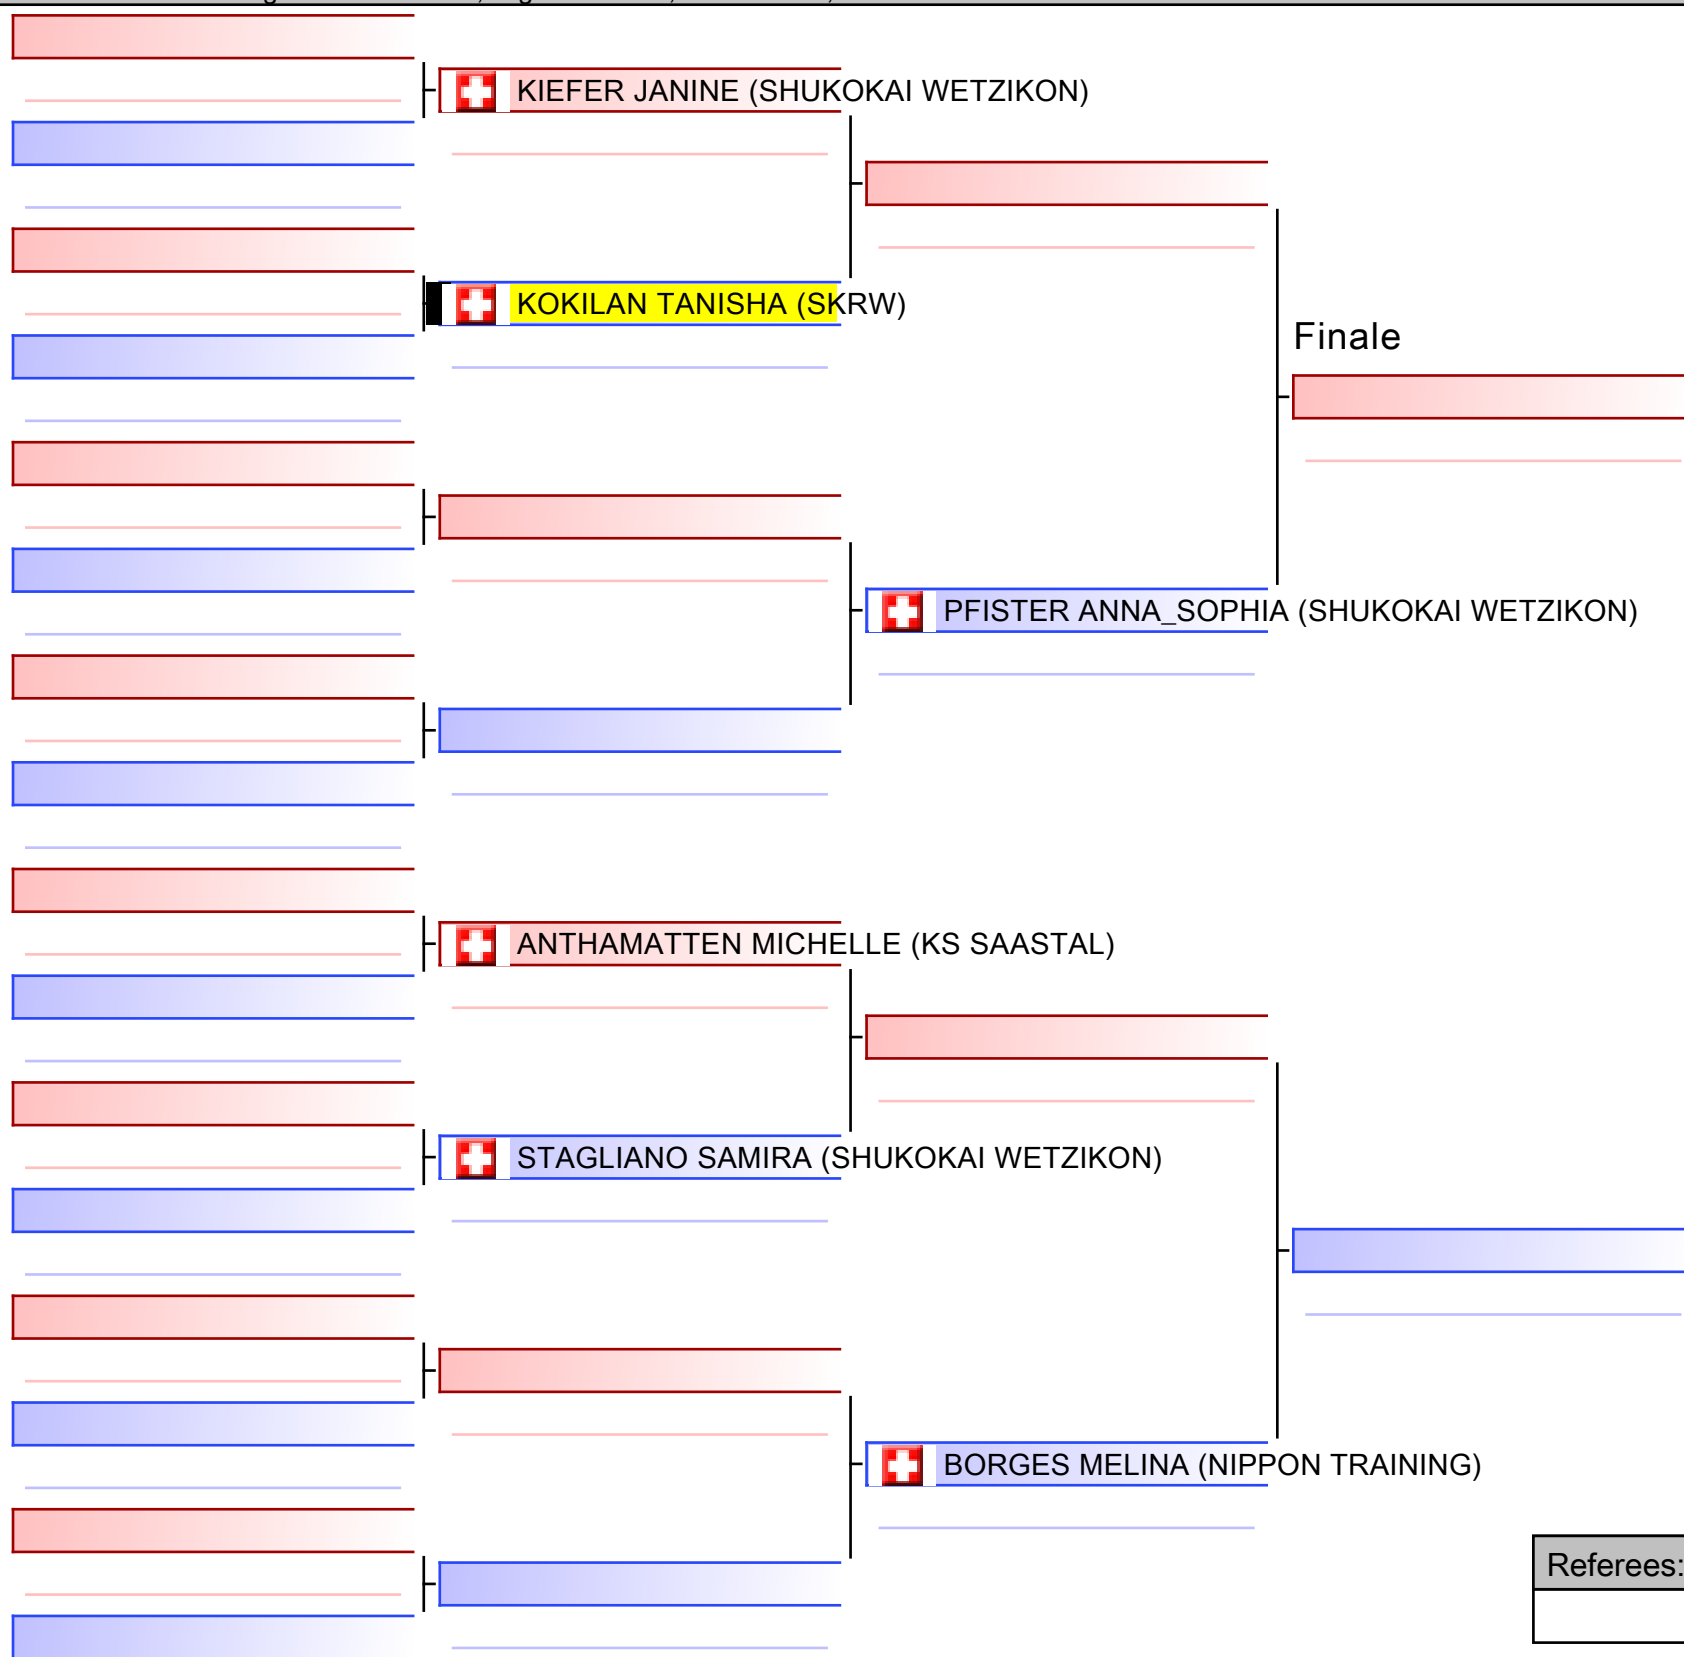 KIEFER JANINE (SHUKOKAI WETZIKON)
KOKILAN TANISHA (SKRW)
Finale
PFISTER ANNA_SOPHIA (SHUKOKAI WETZIKON)
ANTHAMATTEN MICHELLE (KS SAASTAL)
STAGLIANO SAMIRA (SHUKOKAI WETZIKON)
BORGES MELINA (NIPPON TRAINING)
Referees: